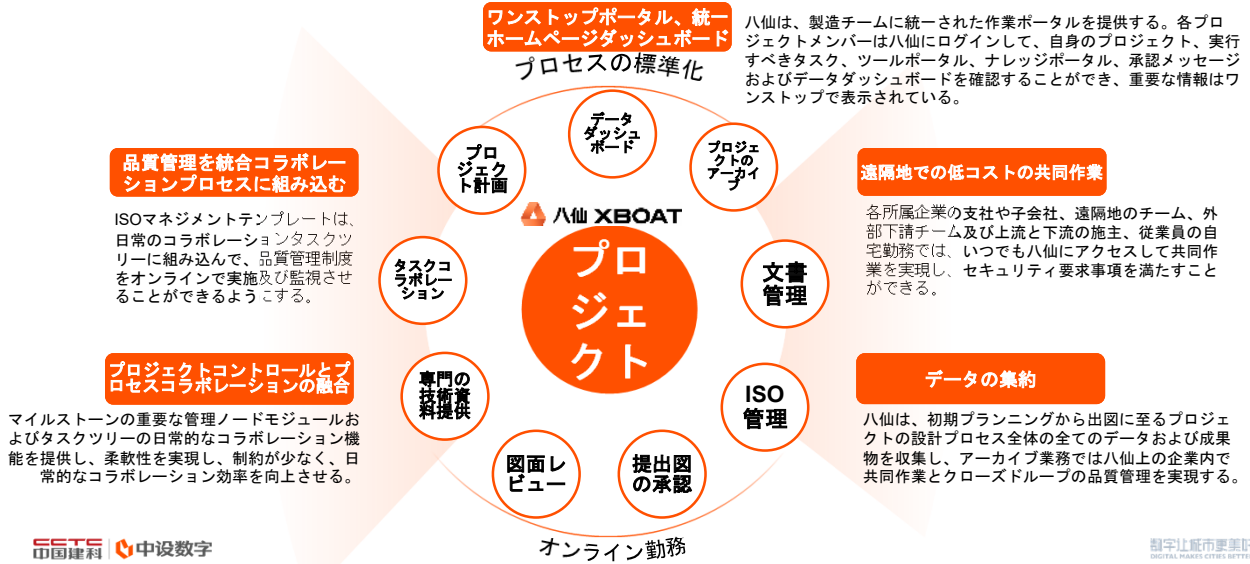 ワンストップポータル、統一
ホームページダッシュボード
八仙は、製造チームに統一された作業ポータルを提供する。各プロ
ジェクトメンバーは八仙にログインして、自身のプロジェクト、実行
すべきタスク、ツールポータル、ナレッジポータル、承認メッセージ
およびデータダッシュボードを確認することができ、重要な情報はワ
ンストップで表示されている。
プロセスの標準化
データ
ダッシュ
ボード
プロ
ジェク
ト計画
プロジェ
クトの
アーカイ
ブ
品質管理を統合コラボレー
ションプロセスに組み込む
ISOマネジメントテンプレートは、
日常のコラボレーションタスクツ
リーに組み込んで、品質管理制度
をオンラインで実施及び監視させ
ることができるようこする。
遠隔地での低コストの共同作業
各所属企業の支社や子会社、遠隔地のチーム、外
部下請チーム及び上流と下流の施主、従業員の自
宅勤務では、いつでも八仙にアクセスして共同作
業を実現し、セキュリティ要求事項を満たすこと
ができる。
八仙 XBOAT
プロ
ジェ
クト
タスクコ
ラボレー
ション
文書
管理
プロジェクトコントロールとプ
ロセスコラボレーションの融合
マイルストーンの重要な管理ノードモジュールお
よびタスクツリーの日常的なコラボレーション機
能を提供し、柔軟性を実現し、制約が少なく、日
常的なコラボレーション効率を向上させる。
専門の
技術資
料提供
ISO
管理
データの集約
八仙は、初期プランニングから出図に至るプロジェ
クトの設計プロセス全体の全てのデータおよび成果
物を収集し、アーカイブ業務では八仙上の企業内で
共同作業とクローズドループの品質管理を実現する。
図面レ
ビュー
提出図
の承認
オンライン勤務
CCTC
中国建科
中设数字
数字让城市更美好
DIGITAL MAKES CITIES BETTER